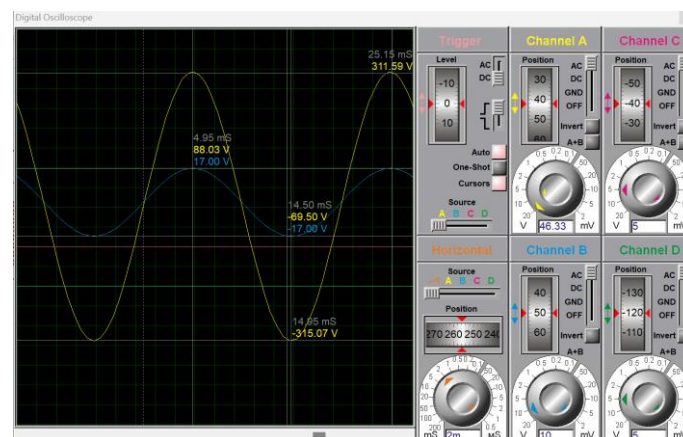 Digital Oscilloscope
25.15 mS
311.59 V
4.95 mS
88.03 V
17.00 V
14.50 mS
-69.50 V
-17.00 V
14.95 mS
-315.07 V
Trigger
Level
-10
0
10
AC
DC
Auto
One-Shot
Cursors
Source
A B C D
Channel A
Position
30
40
50
60
AC
DC
GND
OFF
Invert
A+B
V 46.33 mV
Channel C
Position
-50
-40
-30
AC
DC
GND
OFF
Invert
A+B
V 5
Horizontal
Source
A B C D
Position
270 260 250 240
mS 2m µS
Channel B
Position
40
50
60
AC
DC
GND
OFF
Invert
A+B
V 10 mV
Channel D
Position
-130
-120
-110
AC
DC
GND
OFF
Invert
A+B
V 5